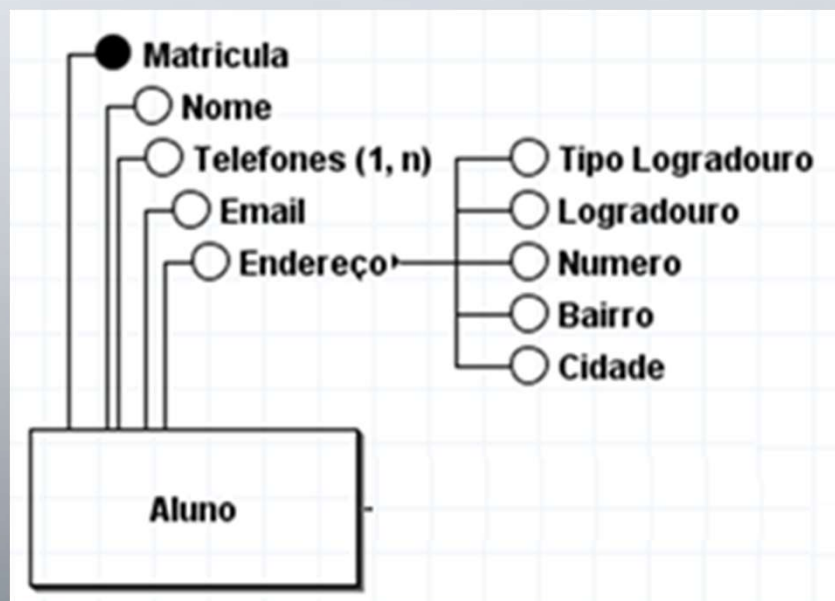 Matricula
Nome
Telefones (1, n)
Email
Endereço
Tipo Logradouro
Logradouro
Numero
Bairro
Cidade
Aluno